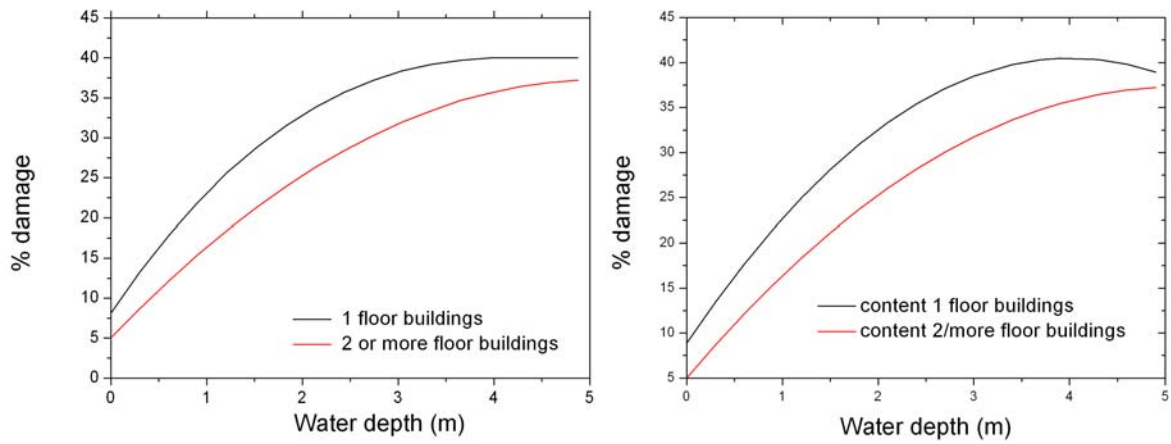 45
40
35
30
25
20
15
10
5
0
% damage
1 floor buildings
2 or more floor buildings
0 1 2 3 4 5
Water depth (m)
45
40
35
30
25
20
15
10
5
% damage
content 1 floor buildings
content 2/more floor buildings
0 1 2 3 4 5
Water depth (m)